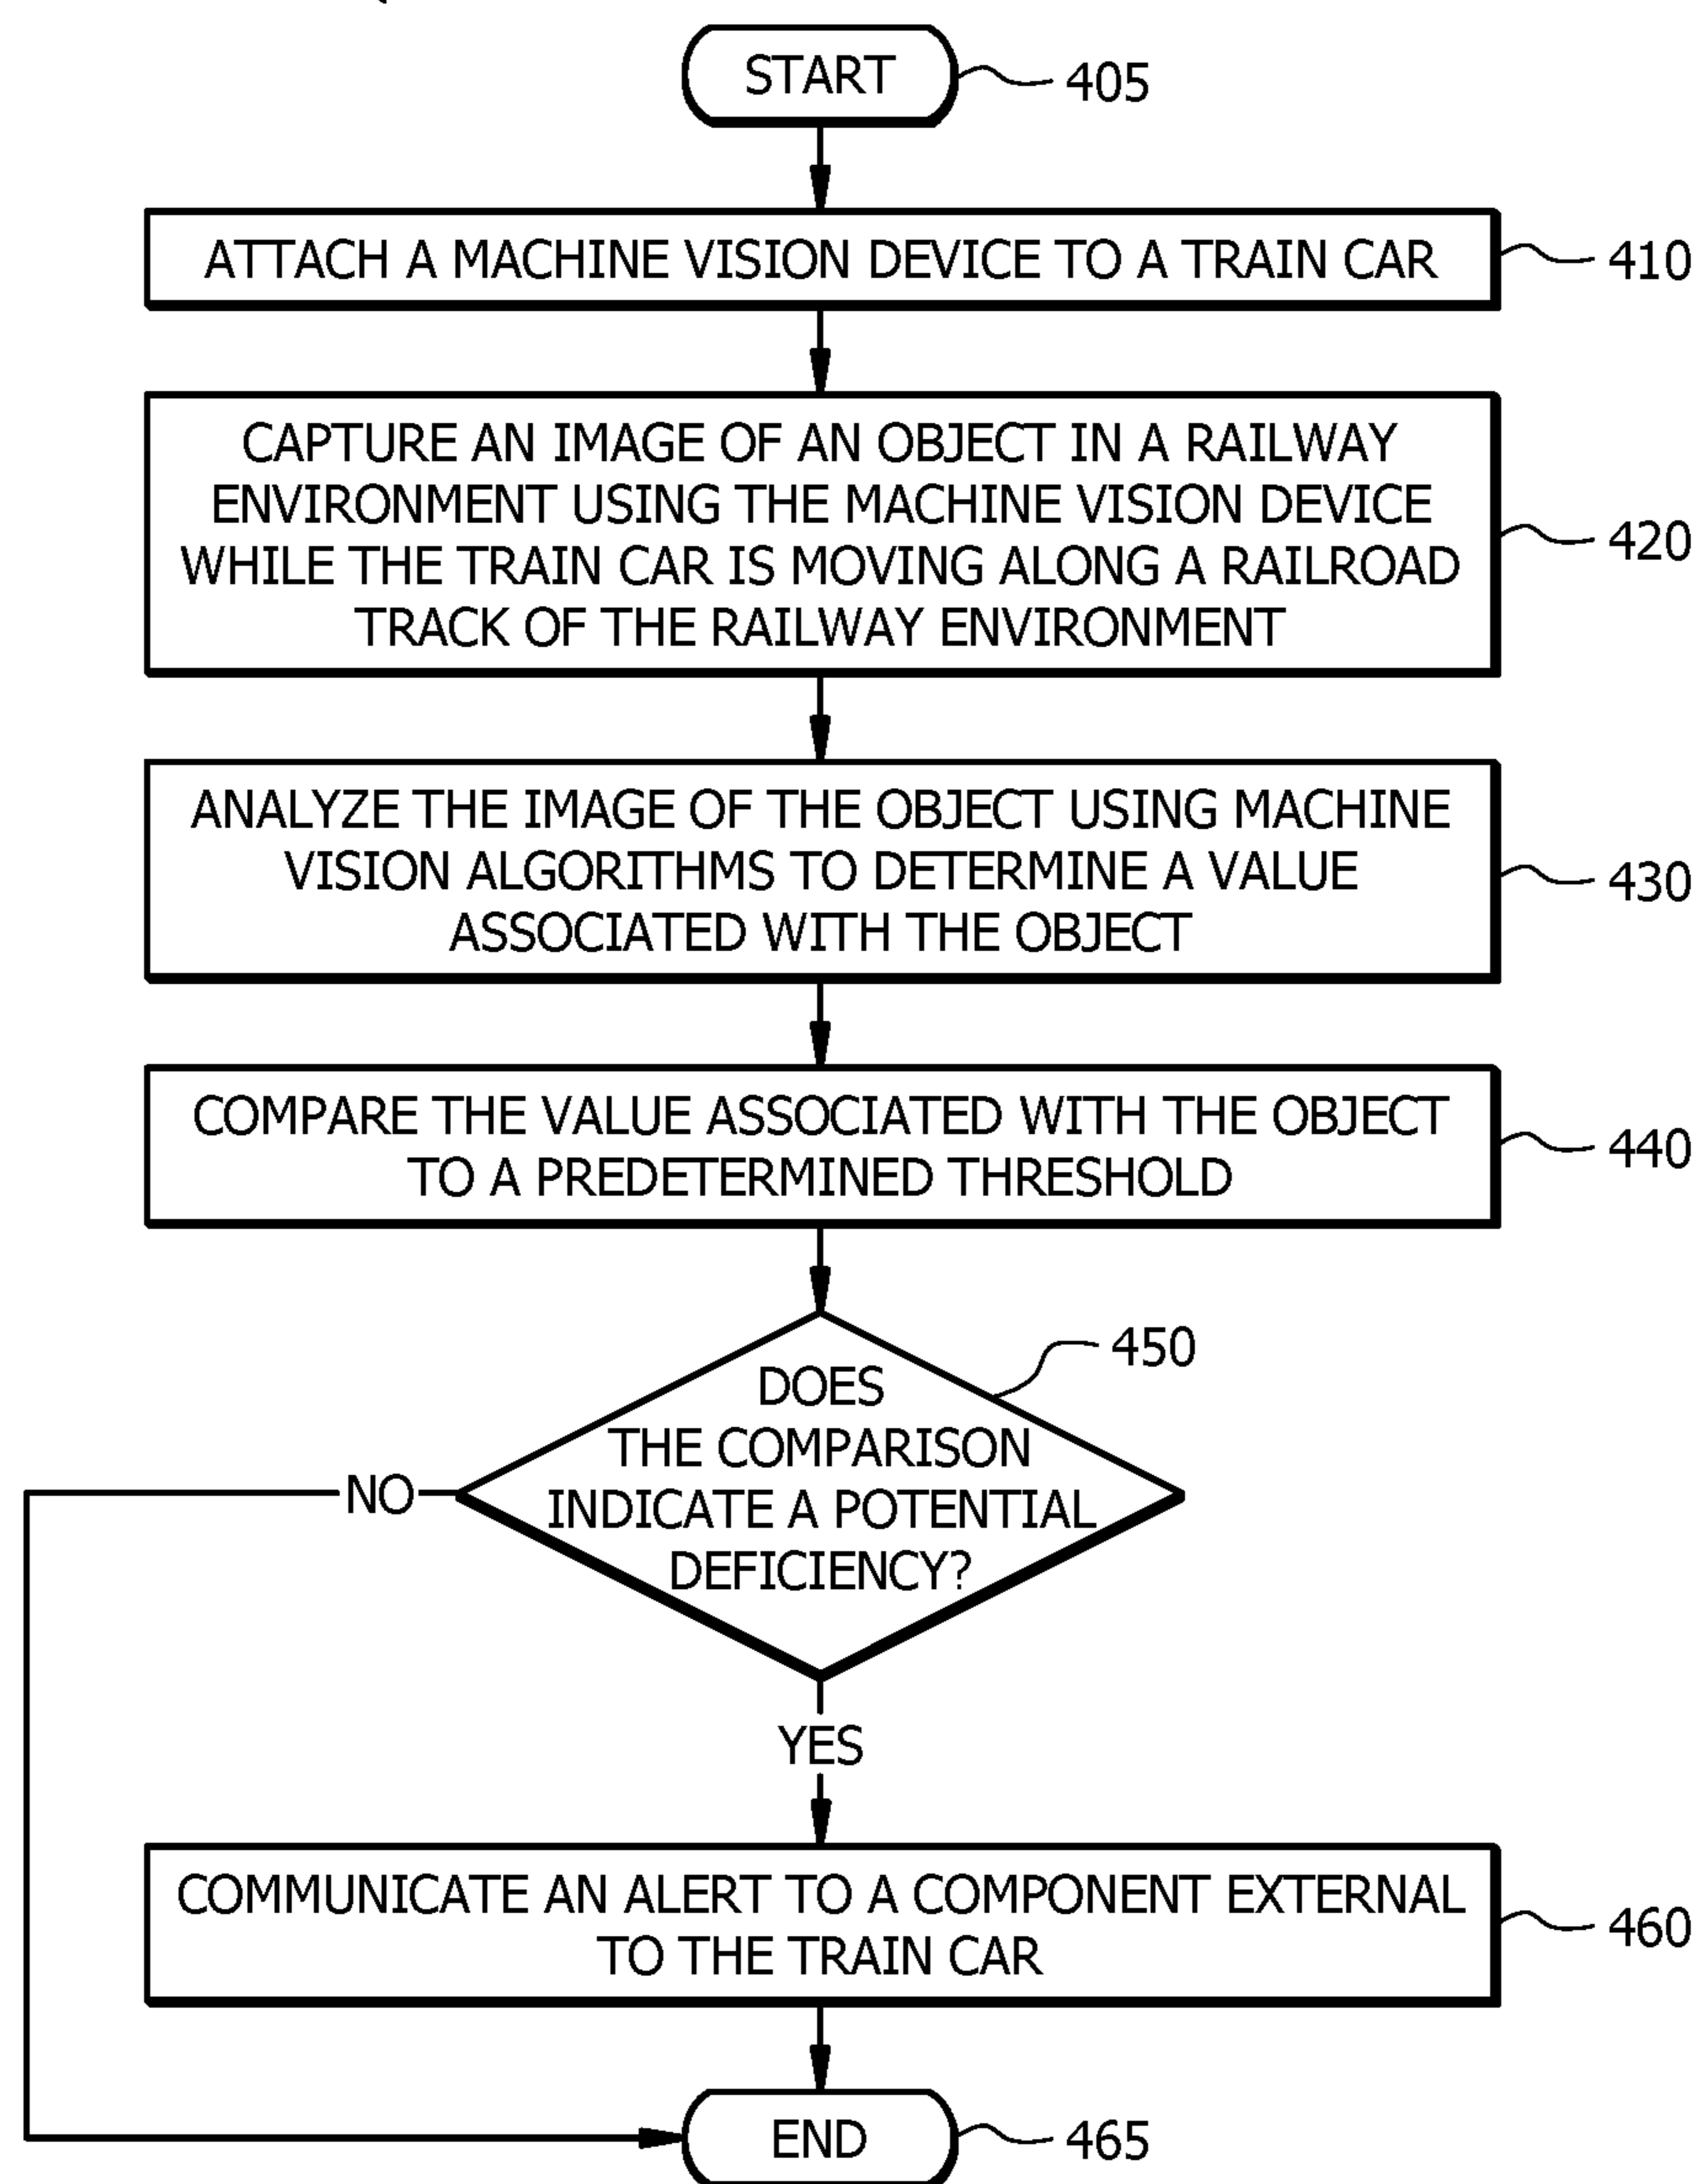 START
405
ATTACH A MACHINE VISION DEVICE TO A TRAIN CAR
410
CAPTURE AN IMAGE OF AN OBJECT IN A RAILWAY
ENVIRONMENT USING THE MACHINE VISION DEVICE
WHILE THE TRAIN CAR IS MOVING ALONG A RAILROAD
TRACK OF THE RAILWAY ENVIRONMENT
420
ANALYZE THE IMAGE OF THE OBJECT USING MACHINE
VISION ALGORITHMS TO DETERMINE A VALUE
ASSOCIATED WITH THE OBJECT
430
COMPARE THE VALUE ASSOCIATED WITH THE OBJECT
TO A PREDETERMINED THRESHOLD
440
450
DOES
THE COMPARISON
INDICATE A POTENTIAL
DEFICIENCY?
NO
YES
COMMUNICATE AN ALERT TO A COMPONENT EXTERNAL
TO THE TRAIN CAR
460
END
465